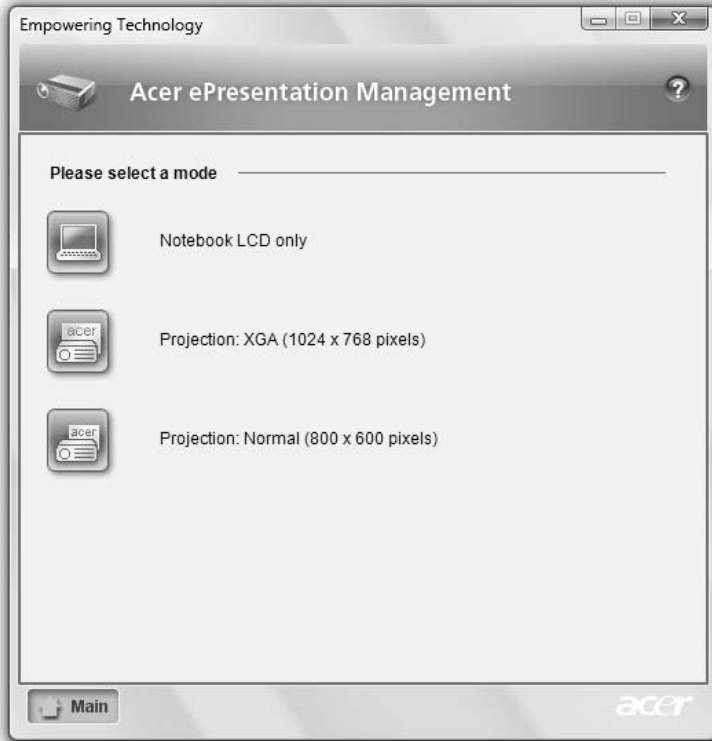 Empowering Technology
Acer ePresentation Management
?
Please select a mode
Notebook LCD only
acer
Projection: XGA (1024 x 768 pixels)
acer
Projection: Normal (800 x 600 pixels)
Main
acer